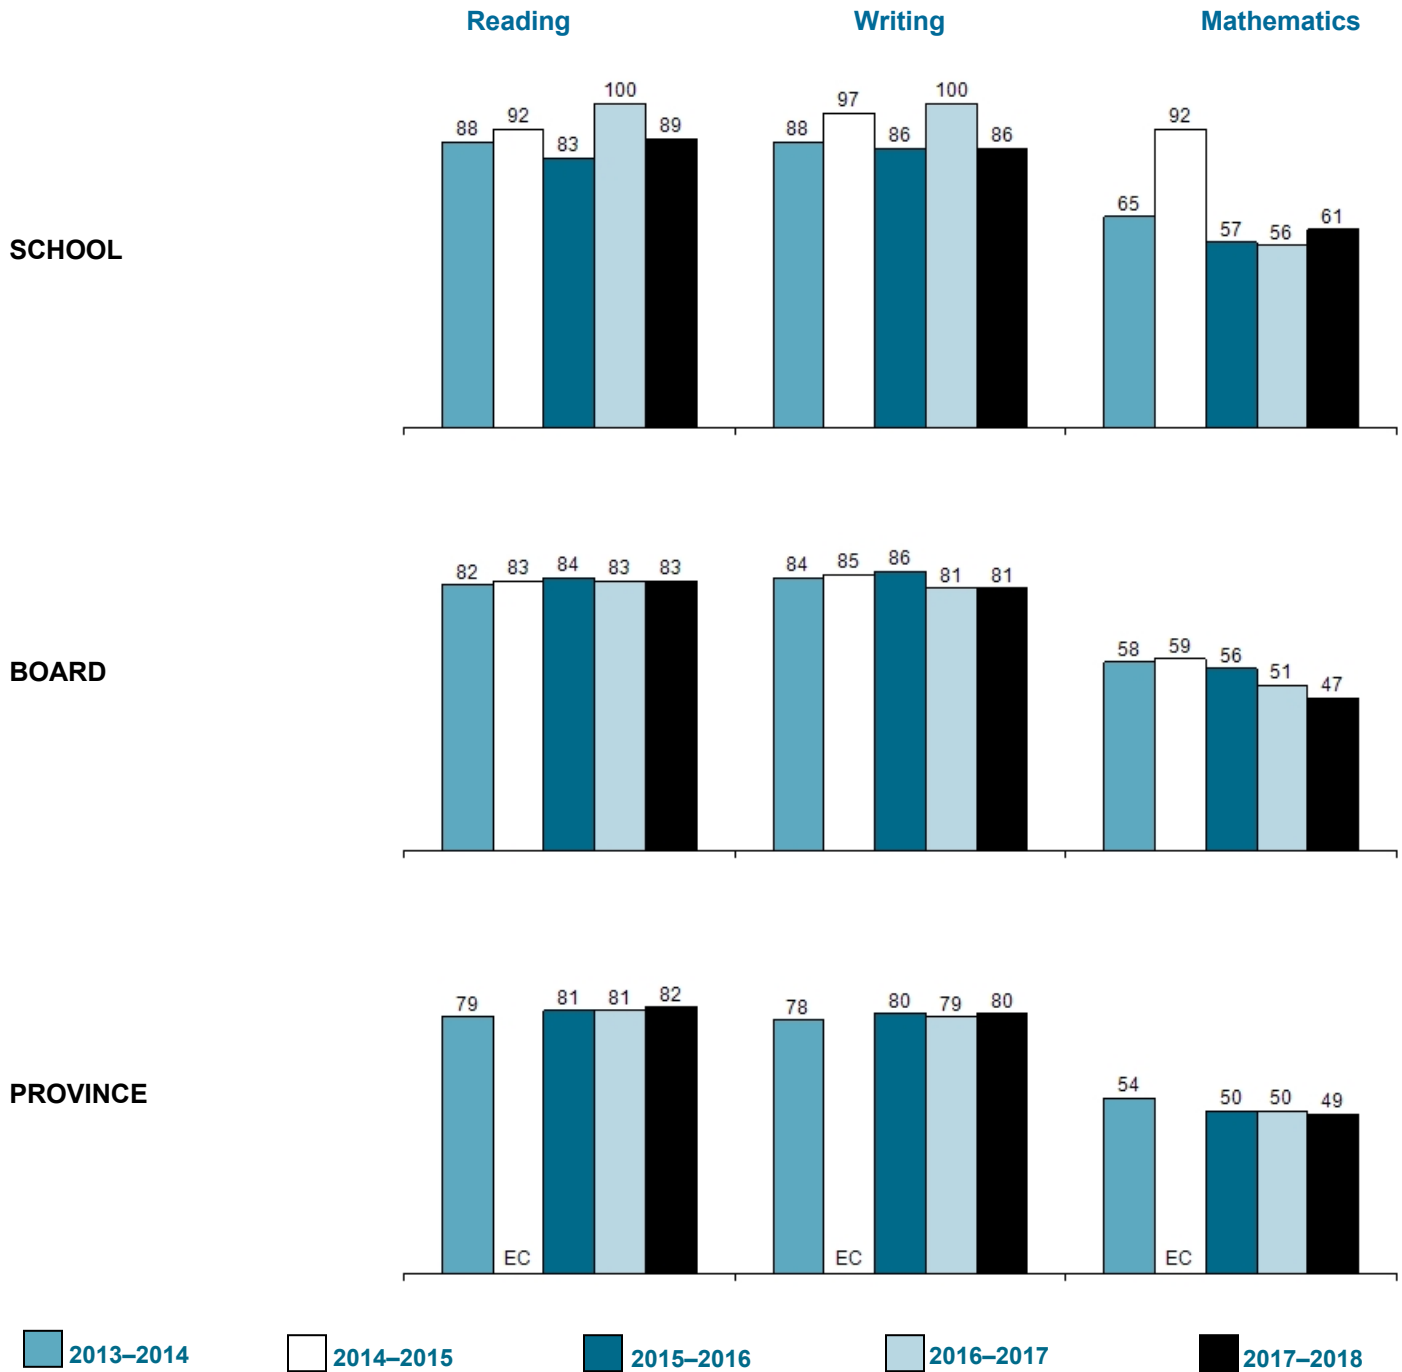 Reading Writing Mathematics
88 92 83 100 89 88 97 86 100 86 65 92 57 56 61
SCHOOL
82 83 84 83 83 84 85 86 81 81 58 59 56 51 47
BOARD
79 EC 81 81 82 78 EC 80 79 80 54 EC 50 50 49
PROVINCE
2013–2014 2014–2015 2015–2016 2016–2017 2017–2018